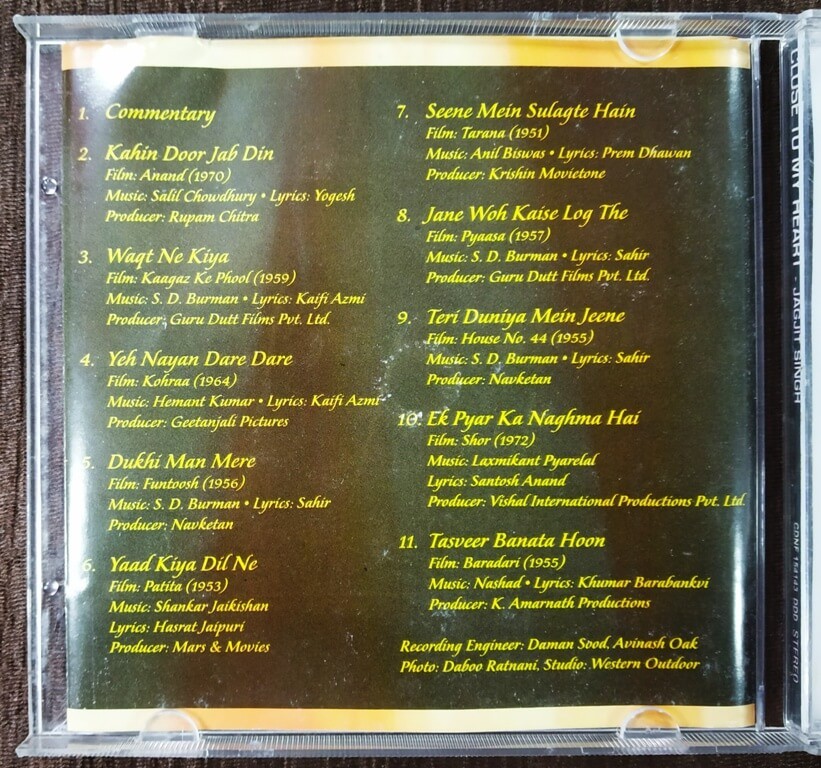 1. Commentary
2. Kahin Door Jab Din
Film: Anand (1970)
Music: Salil Chowdhury • Lyrics: Yogesh
Producer: Rupam Chitra
3. Waqt Ne Kiya
Film: Kaagaz Ke Phool (1959)
Music: S. D. Burman • Lyrics: Kaifi Azmi
Producer: Guru Dutt Films Pvt. Ltd.
4. Yeh Nayan Dare Dare
Film: Kohraa (1964)
Music: Hemant Kumar • Lyrics: Kaifi Azmi
Producer: Geetanjali Pictures
5. Dukhi Man Mere
Film: Funtoosh (1956)
Music: S. D. Burman • Lyrics: Sahir
Producer: Navketan
6. Yaad Kiya Dil Ne
Film: Patita (1953)
Music: Shankar Jaikishan
Lyrics: Hasrat Jaipuri
Producer: Mars & Movies
7. Seene Mein Sulagte Hain
Film: Tarana (1951)
Music: Anil Biswas • Lyrics: Prem Dhawan
Producer: Krishin Movietone
8. Jane Woh Kaise Log The
Film: Pyaasa (1957)
Music: S. D. Burman • Lyrics: Sahir
Producer: Guru Dutt Films Pvt. Ltd.
9. Teri Duniya Mein Jeene
Film: House No. 44 (1955)
Music: S. D. Burman • Lyrics: Sahir
Producer: Navketan
10. Ek Pyar Ka Naghma Hai
Film: Shor (1972)
Music: Laxmikant Pyarelal
Lyrics: Santosh Anand
Producer: Vishal International Productions Pvt. Ltd.
11. Tasveer Banata Hoon
Film: Baradari (1955)
Music: Nashad • Lyrics: Khumar Barabankvi
Producer: K. Amarnath Productions
Recording Engineer: Daman Sood, Avinash Oak
Photo: Daboo Ratnani, Studio: Western Outdoor
CLOSE TO MY HEART - JAGJIT SINGH
CDNF 154143 DDD STEREO